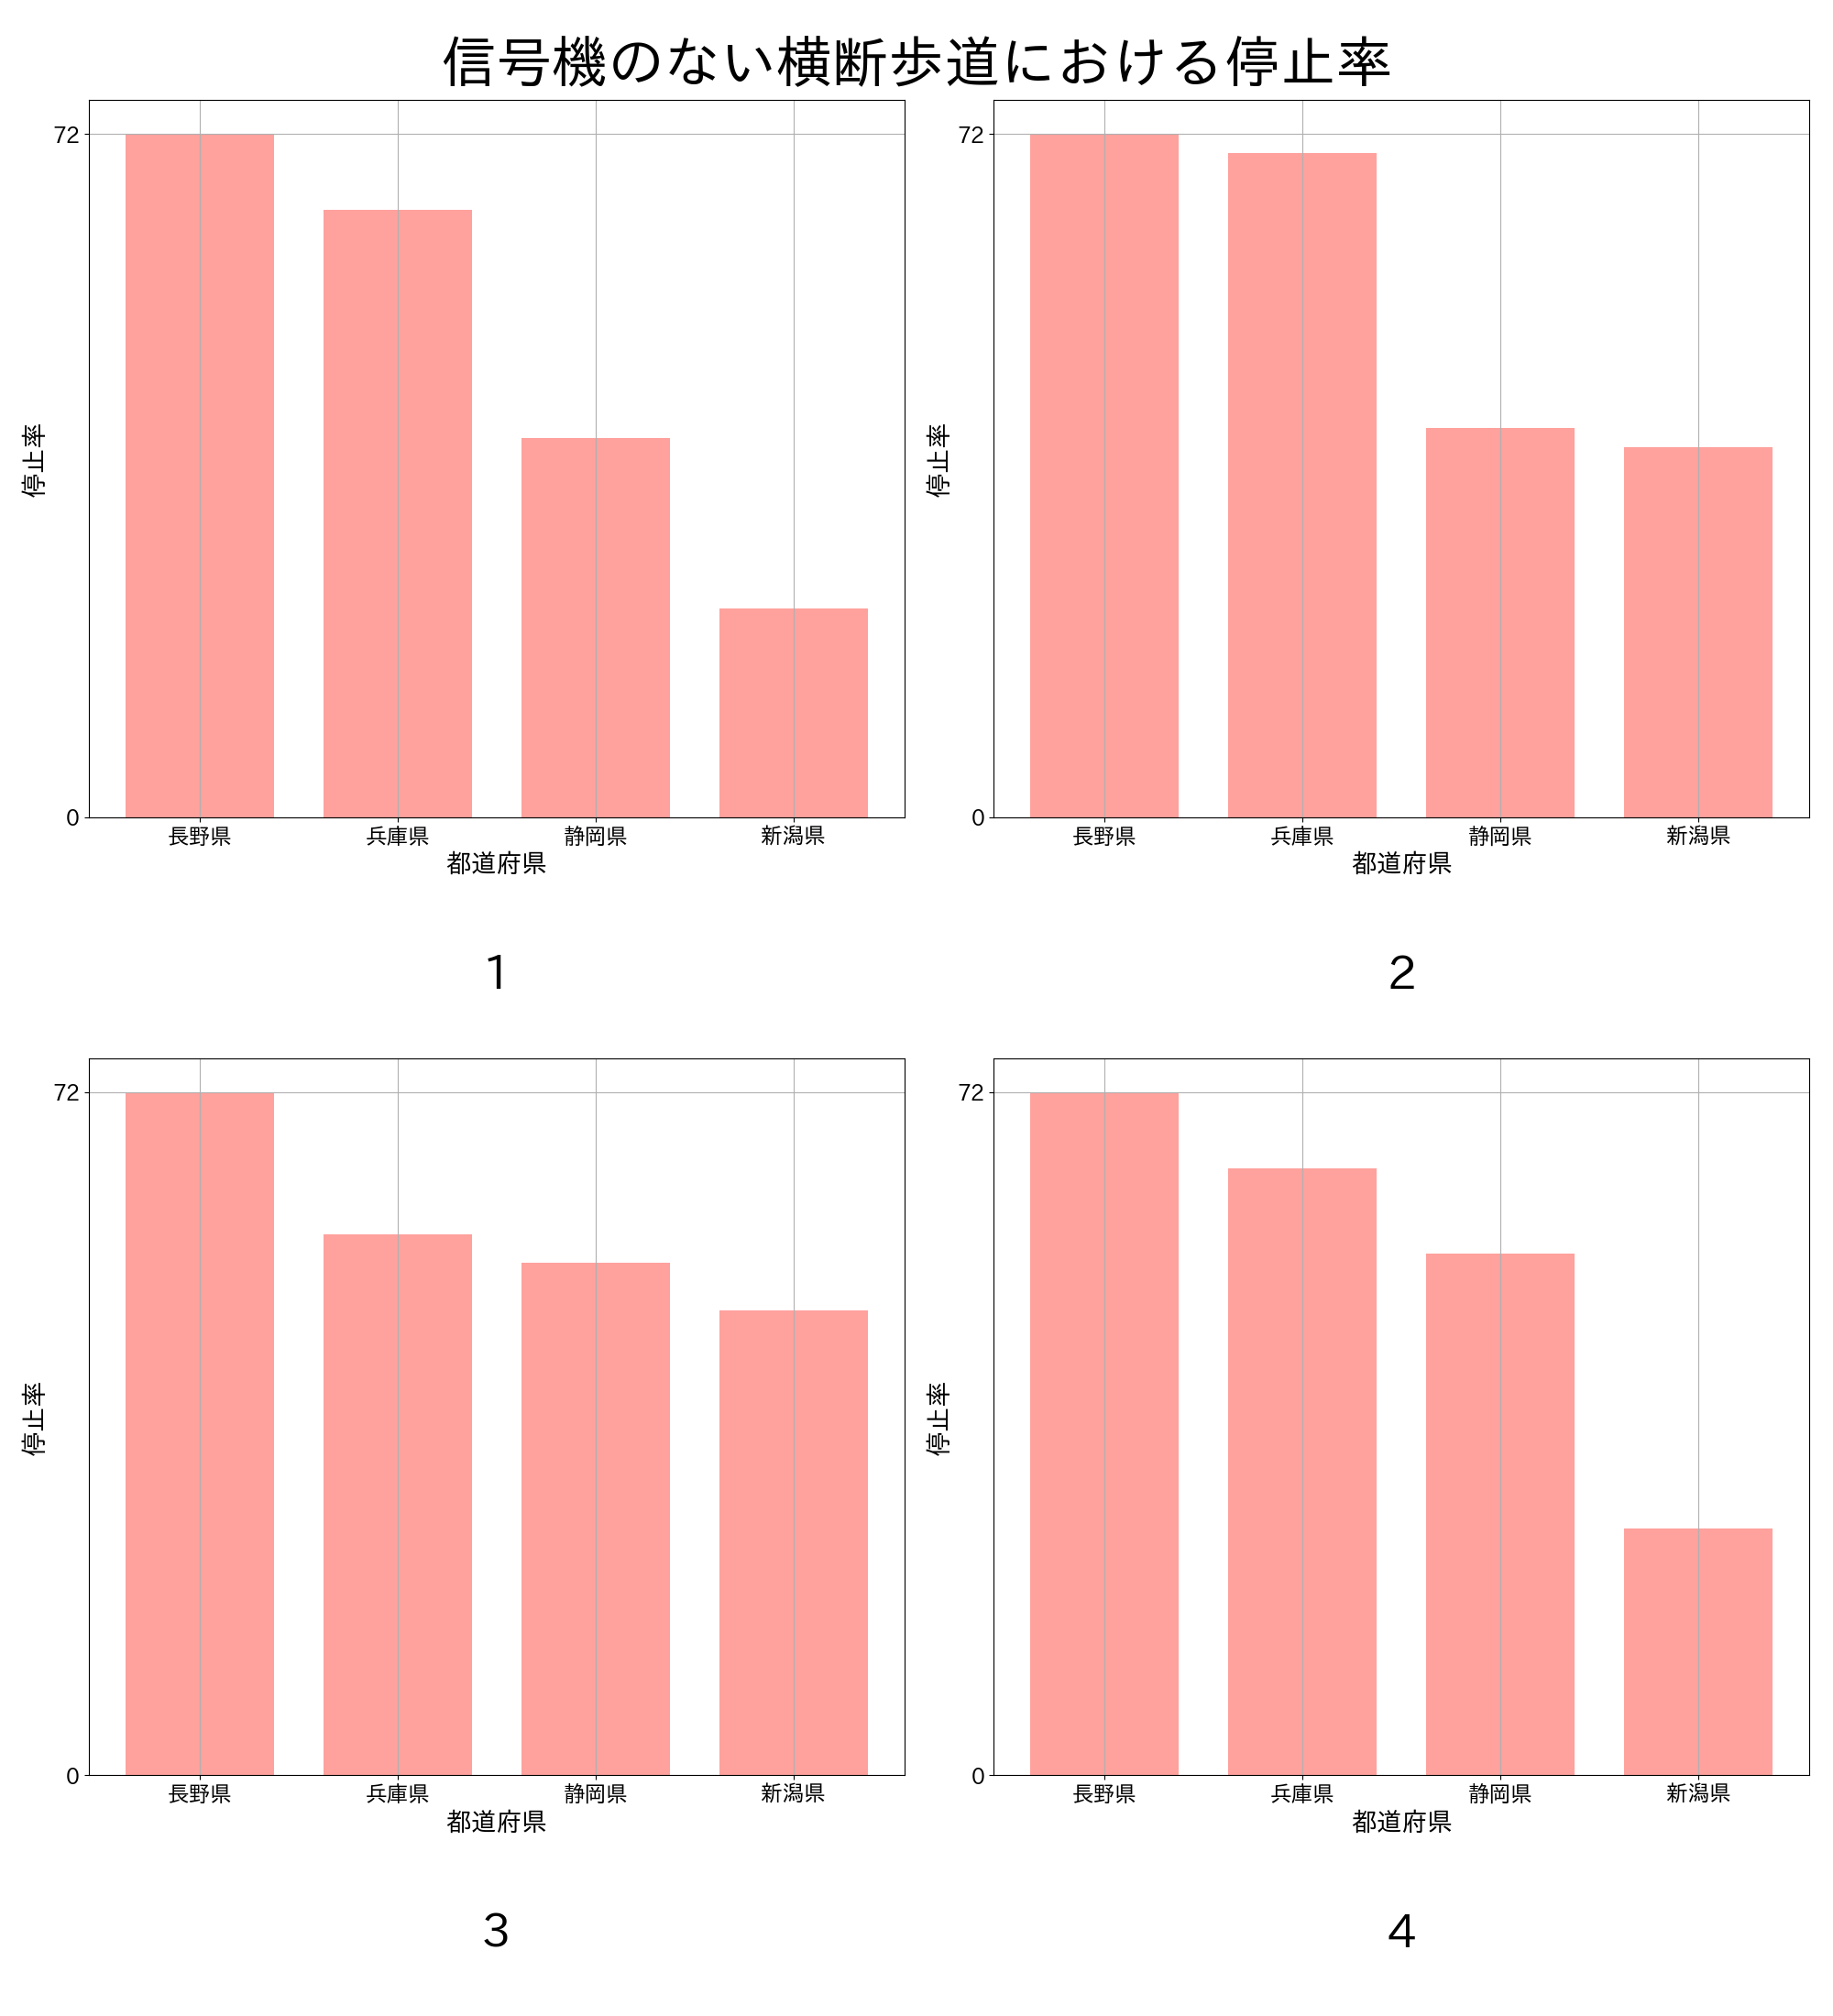 信号機のない横断歩道における停止率
72
0
停止率
長野県 兵庫県 静岡県 新潟県
都道府県
1
72
0
停止率
長野県 兵庫県 静岡県 新潟県
都道府県
2
72
0
停止率
長野県 兵庫県 静岡県 新潟県
都道府県
3
72
0
停止率
長野県 兵庫県 静岡県 新潟県
都道府県
4